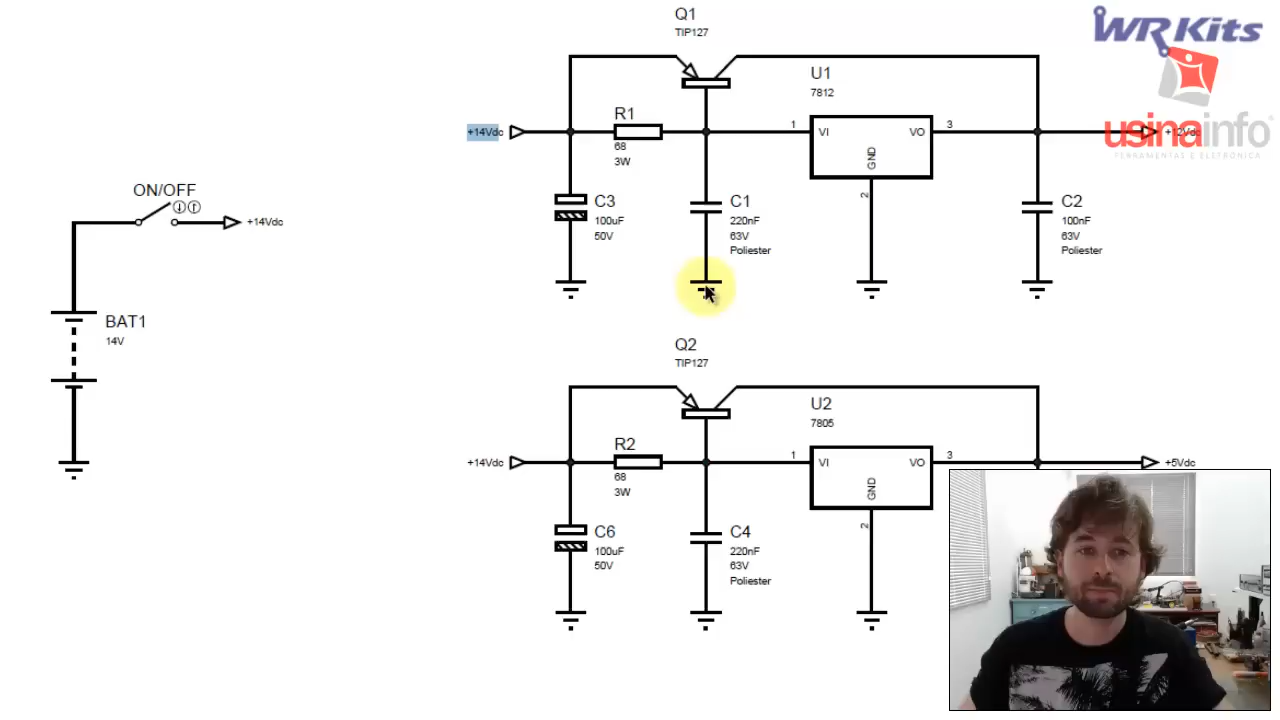 Q1
TIP127
WR Kits
usinainfo
FERRAMENTAS E ELETRÔNICA
U1
7812
R1
68
3W
+14Vdc
1
VI
VO
3
GND
2
+12Vdc
C3
100uF
50V
C1
220nF
63V
Poliester
C2
100nF
63V
Poliester
ON/OFF
+14Vdc
BAT1
14V
Q2
TIP127
U2
7805
R2
68
3W
+14Vdc
1
VI
VO
3
GND
2
+5Vdc
C6
100uF
50V
C4
220nF
63V
Poliester